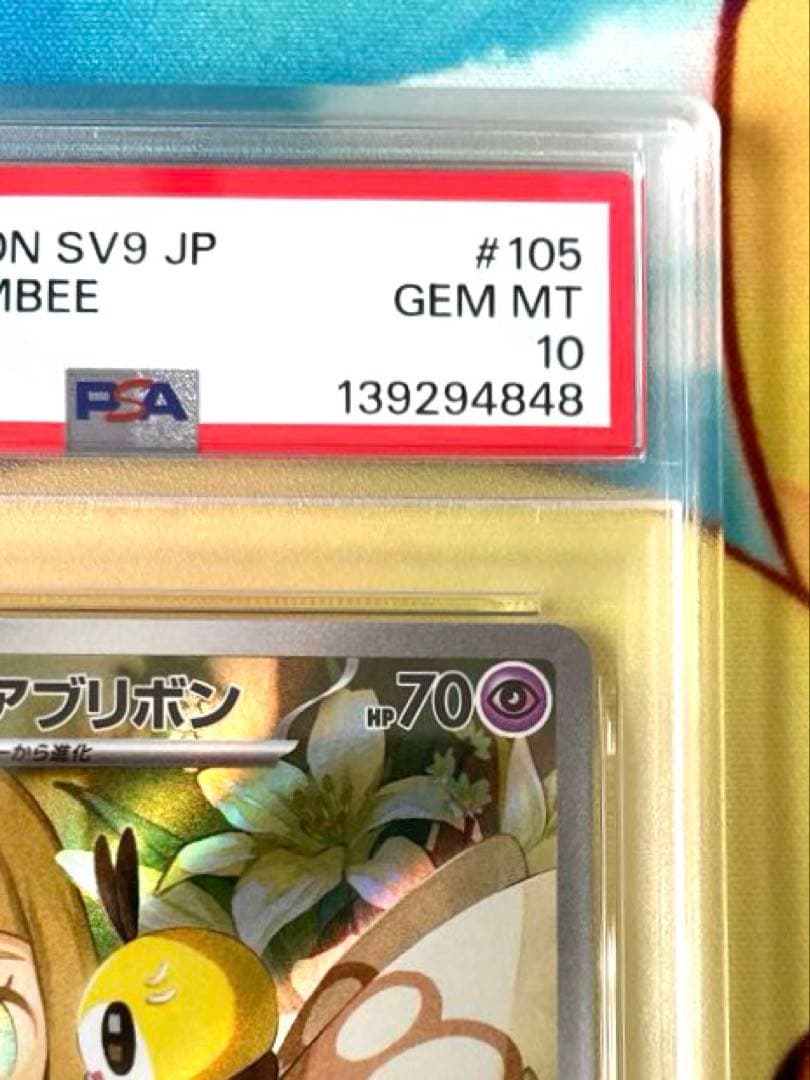 ON SV9 JP #105
MBEE GEM MT
10
PSA 139294848
アブリボン HP70
ーから進化